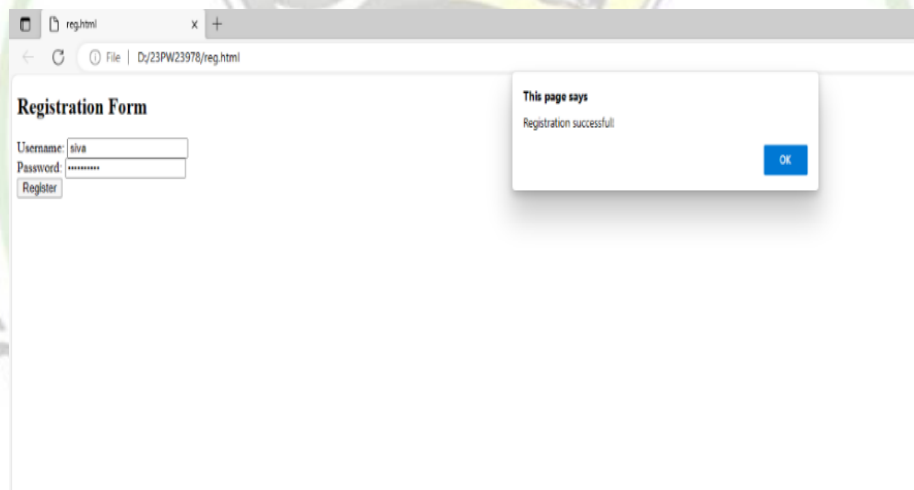 reg.html
File | D:/23PW23978/reg.html
Registration Form
Username: siva
Password: ••••••••••
Register
This page says
Registration successful!
OK